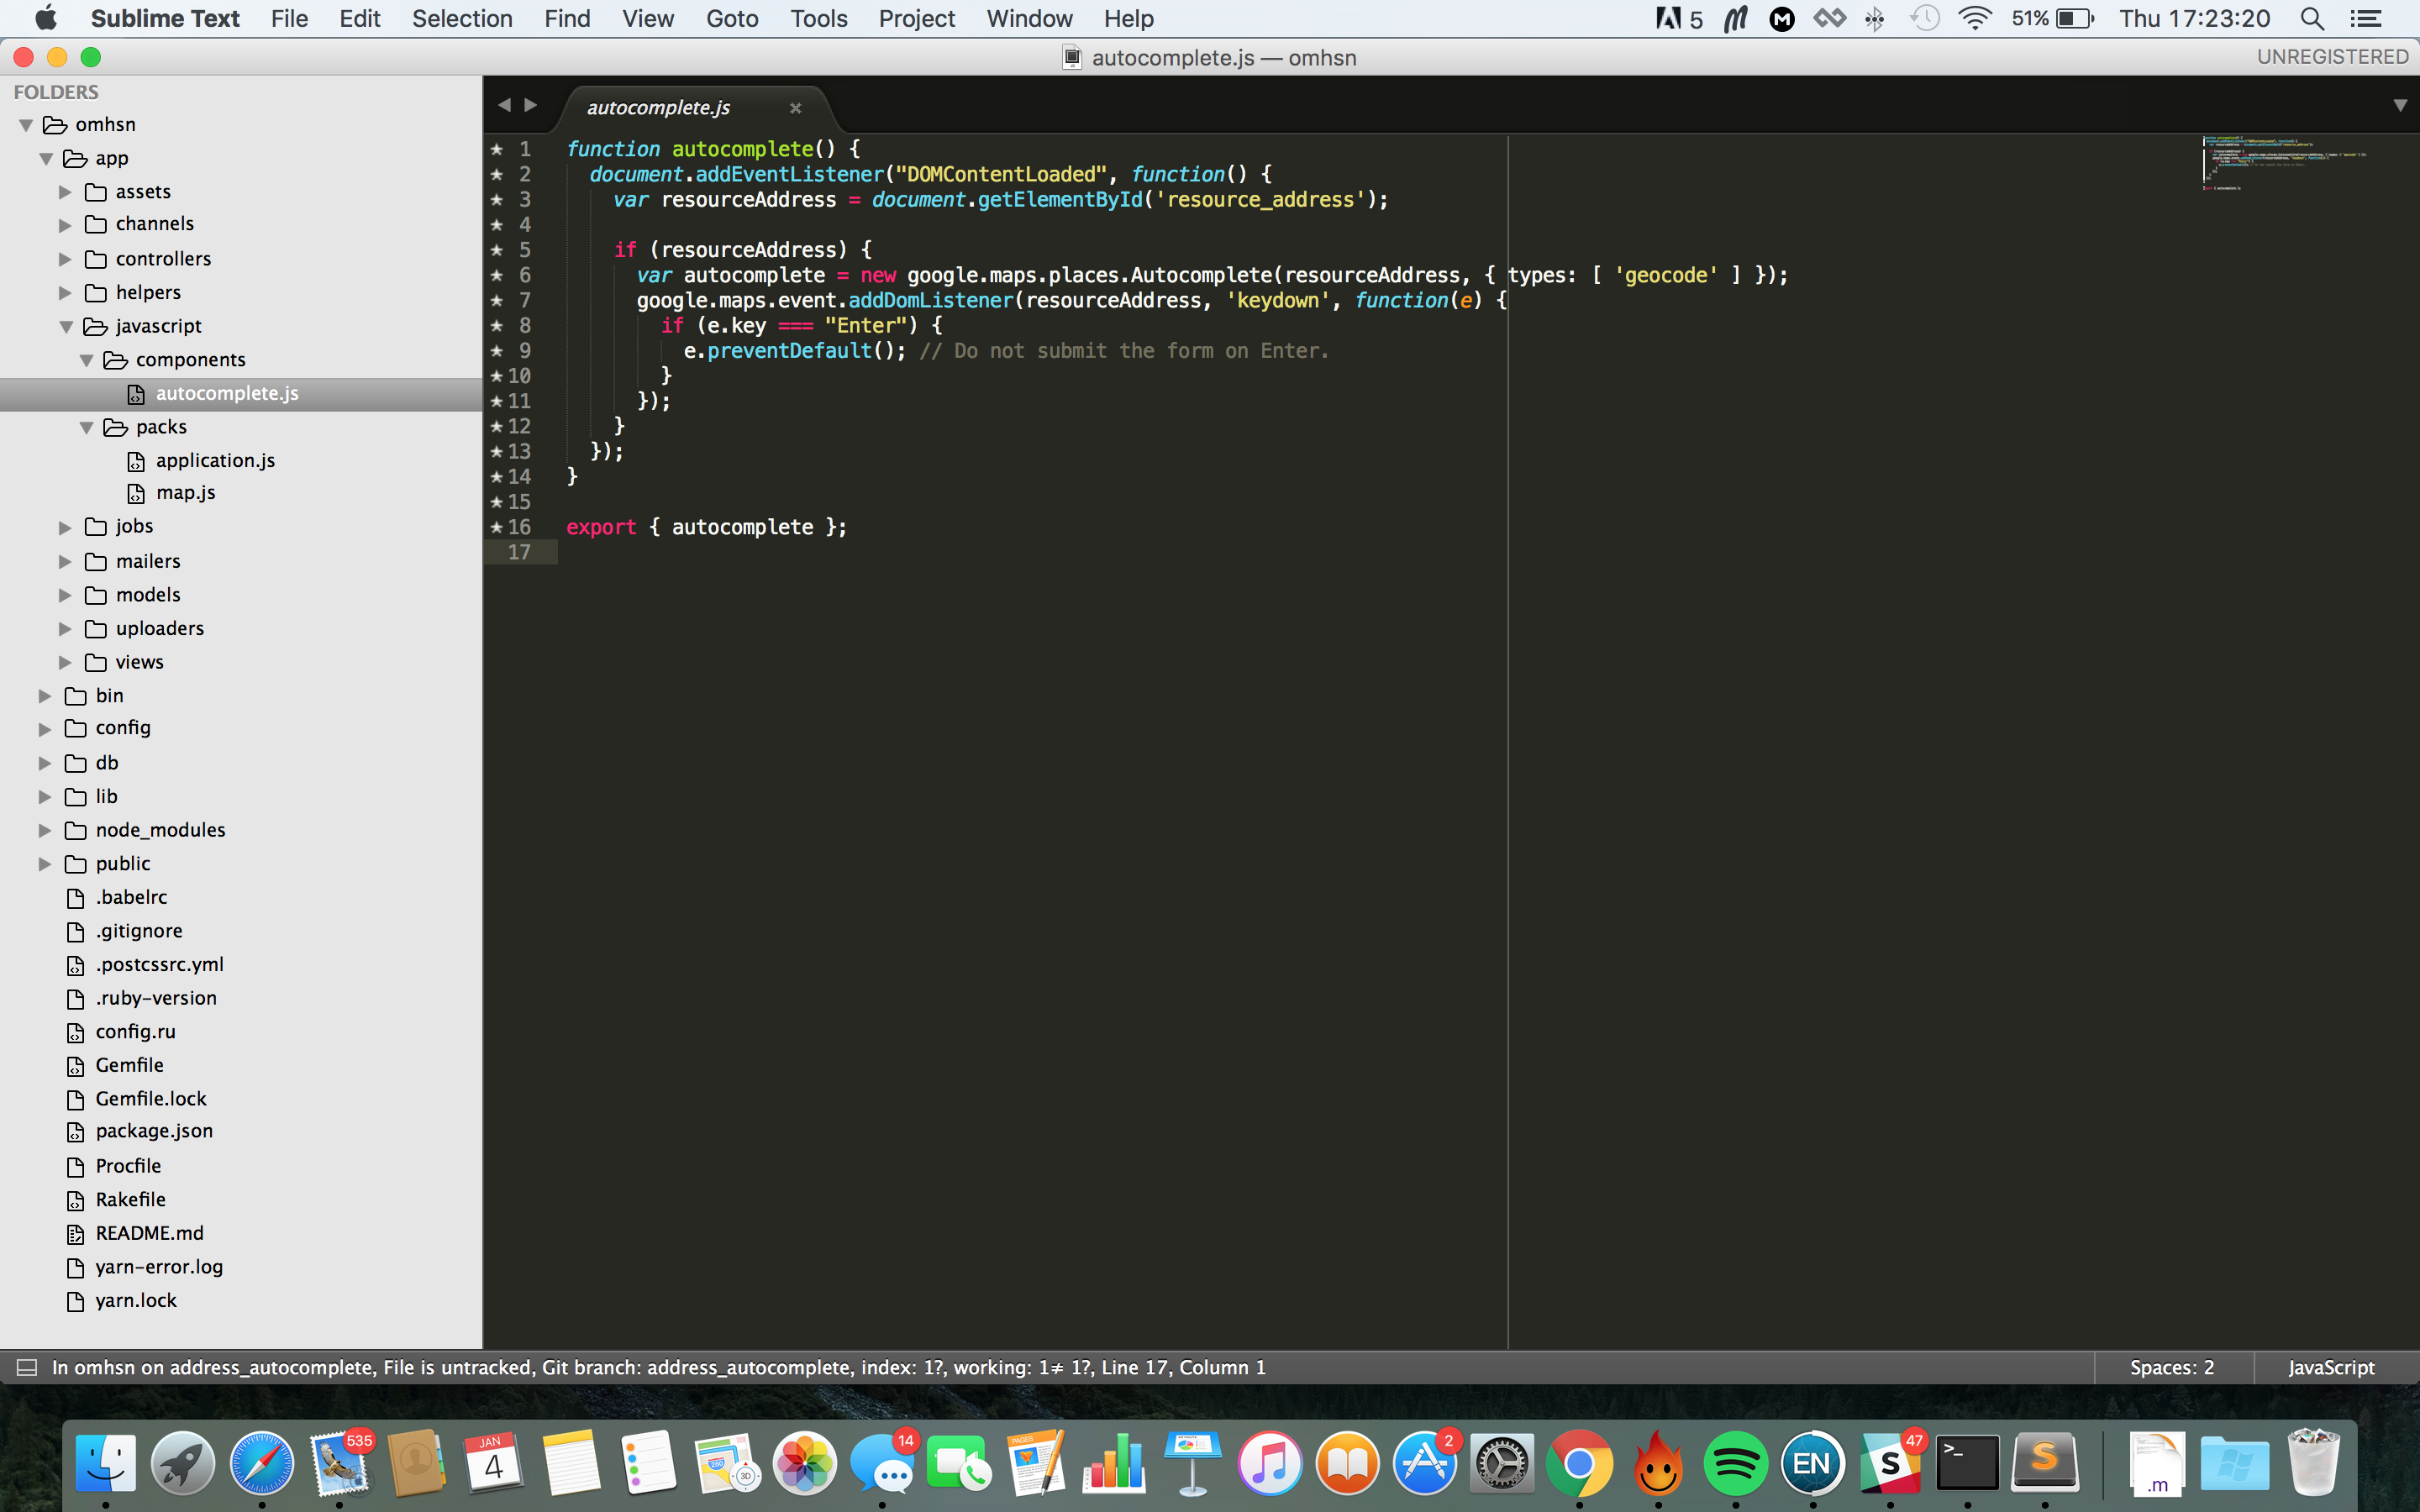 Sublime Text File Edit Selection Find View Goto Tools Project Window Help 5 51% Thu 17:23:20
autocomplete.js — omhsn UNREGISTERED
FOLDERS
omhsn
app
assets
channels
controllers
helpers
javascript
components
autocomplete.js
packs
application.js
map.js
jobs
mailers
models
uploaders
views
bin
config
db
lib
node_modules
public
.babelrc
.gitignore
.postcssrc.yml
.ruby-version
config.ru
Gemfile
Gemfile.lock
package.json
Procfile
Rakefile
README.md
yarn-error.log
yarn.lock
autocomplete.js
1 function autocomplete() {
2 document.addEventListener("DOMContentLoaded", function() {
3 var resourceAddress = document.getElementById('resource_address');
4
5 if (resourceAddress) {
6 var autocomplete = new google.maps.places.Autocomplete(resourceAddress, { types: [ 'geocode' ] });
7 google.maps.event.addDomListener(resourceAddress, 'keydown', function(e) {
8 if (e.key === "Enter") {
9 e.preventDefault(); // Do not submit the form on Enter.
10 }
11 });
12 }
13 });
14 }
15
16 export { autocomplete };
17
In omhsn on address_autocomplete, File is untracked, Git branch: address_autocomplete, index: 1?, working: 1≠ 1?, Line 17, Column 1 Spaces: 2 JavaScript
535 JAN 4 280 3D 14 PAGES 2 EN S 47 >_ S .m